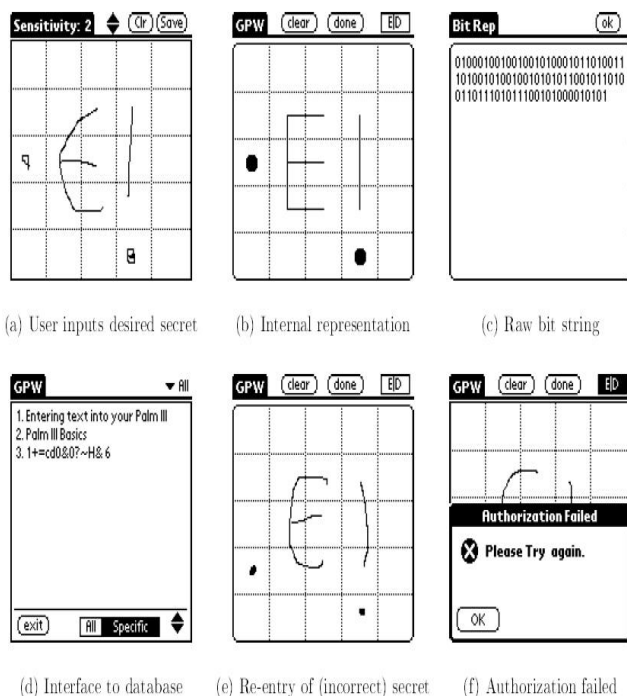 Sensitivity: 2 Clr Save
GPW clear done E|D
Bit Rep ok
010001001001001010001011010011
101001010010010101011001011010
0110111010111001010000010101
(a) User inputs desired secret
(b) Internal representation
(c) Raw bit string
GPW All
1. Entering text into your Palm III
2. Palm III Basics
3. 1+=cd0&0?~H& 6
exit All Specific
GPW clear done E|D
GPW clear done E|D
Authorization Failed
Please Try again.
OK
(d) Interface to database
(e) Re-entry of (incorrect) secret
(f) Authorization failed